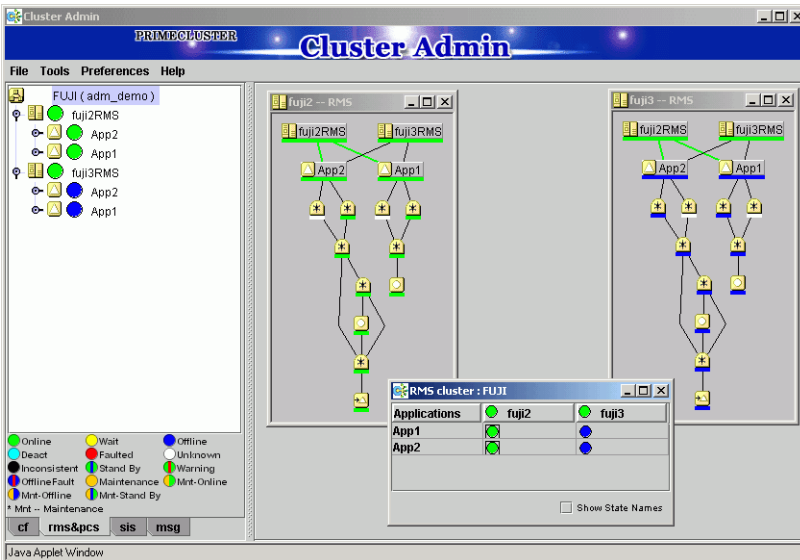 Cluster Admin
PRIMECLUSTER
Cluster Admin
File Tools Preferences Help
FUJI ( adm_demo )
fuji2RMS
App2
App1
fuji3RMS
App2
App1
fuji2 -- RMS
fuji2RMS fuji3RMS
App2 App1
fuji3 -- RMS
fuji2RMS fuji3RMS
App2 App1
RMS cluster : FUJI
Applications fuji2 fuji3
App1
App2
Show State Names
Online Wait Offline
Deact Faulted Unknown
Inconsistent Stand By Warning
OfflineFault Maintenance Mnt-Online
Mnt-Offline Mnt-Stand By
* Mnt -- Maintenance
cf rms&pcs sis msg
Java Applet Window